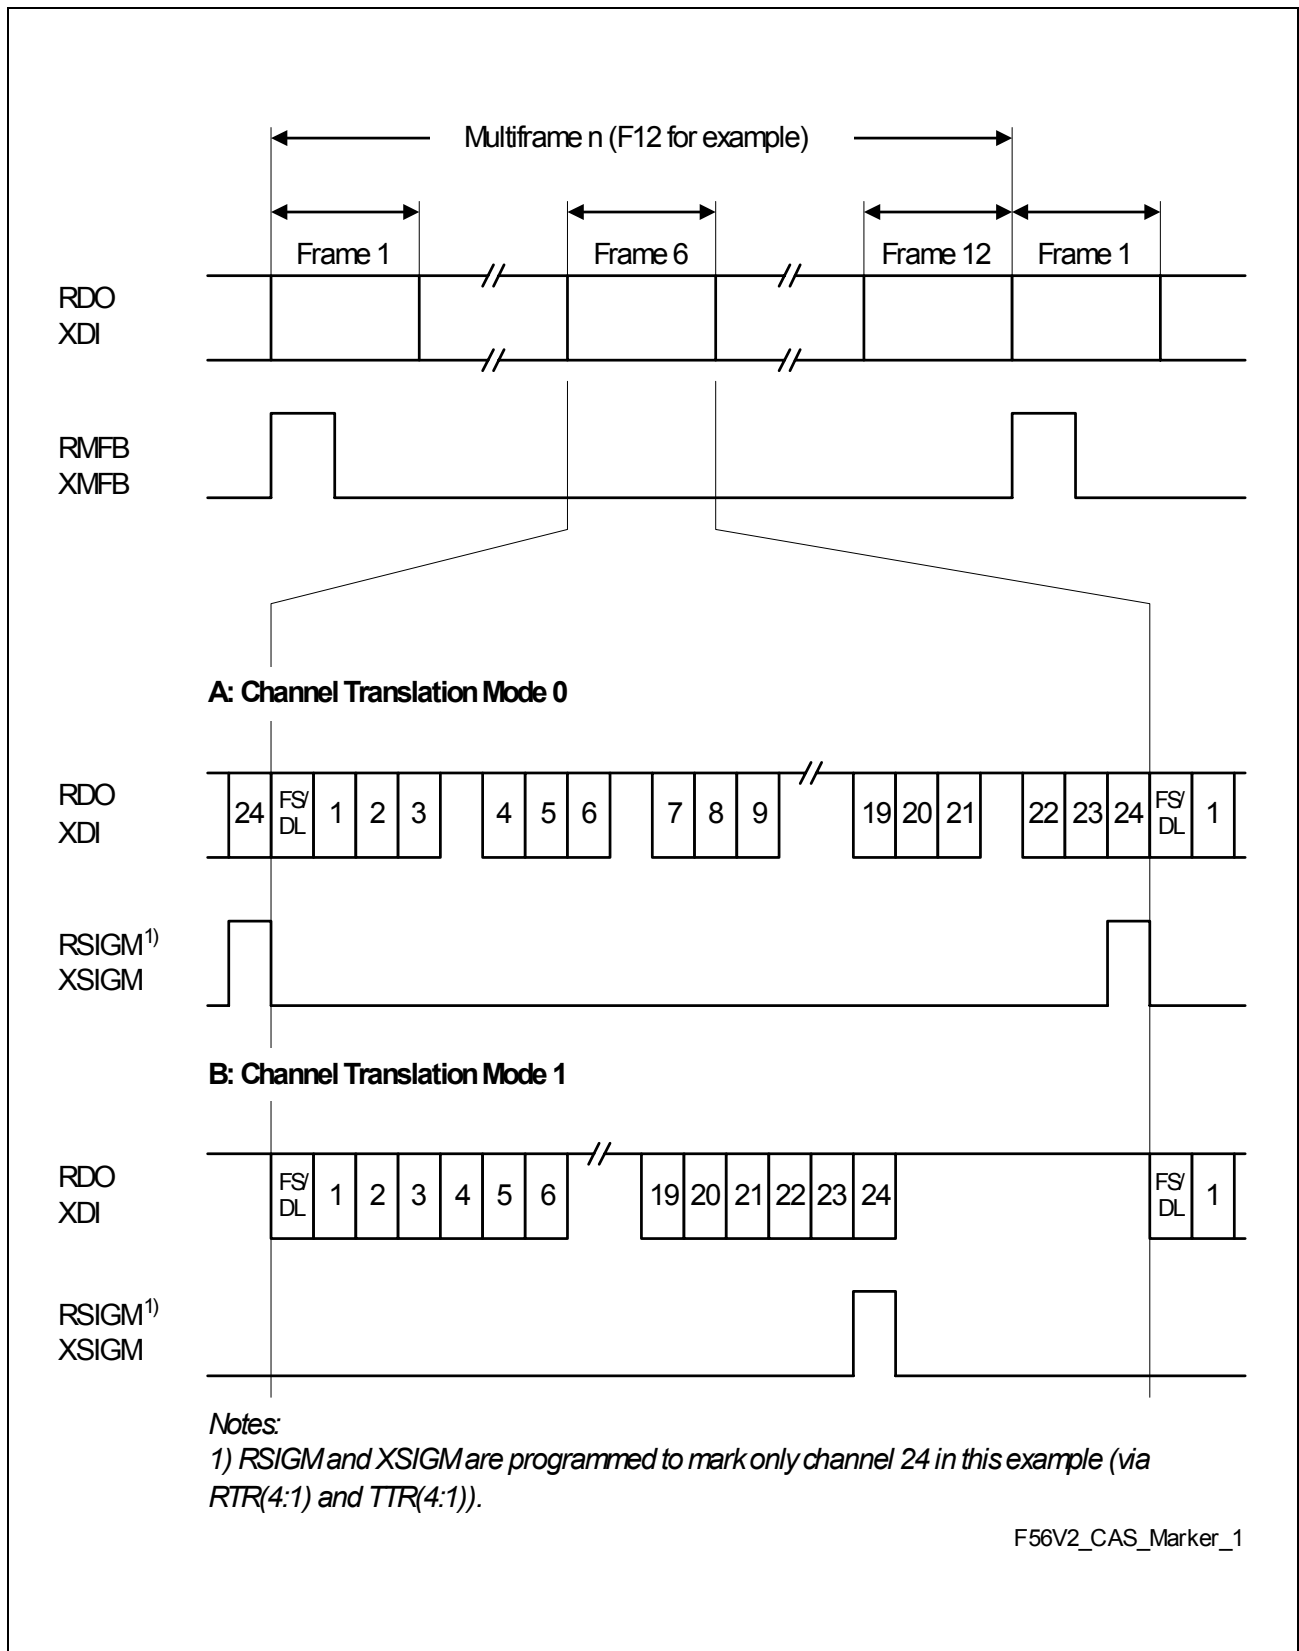 Multiframe n (F12 for example)
Frame 1 Frame 6 Frame 12 Frame 1
RDO
XDI
RMFB
XMFB
A: Channel Translation Mode 0
RDO
XDI
24 FS/DL 1 2 3 4 5 6 7 8 9 19 20 21 22 23 24 FS/DL 1
RSIGM1)
XSIGM
B: Channel Translation Mode 1
RDO
XDI
FS/DL 1 2 3 4 5 6 19 20 21 22 23 24 FS/DL 1
RSIGM1)
XSIGM
Notes:
1) RSIGM and XSIGM are programmed to mark only channel 24 in this example (via
RTR(4:1) and TTR(4:1)).
F56V2_CAS_Marker_1